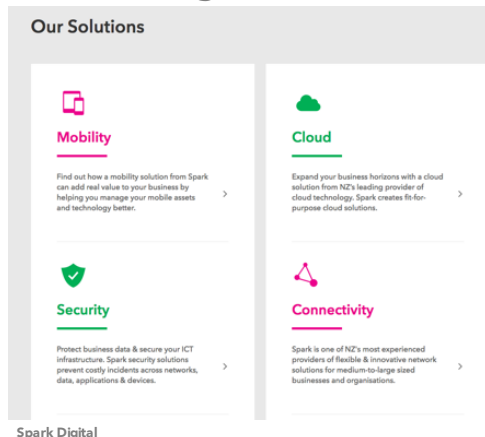 Our Solutions
Mobility
Find out how a mobility solution from Spark
can add real value to your business by
helping you manage your mobile assets
and technology better.
Cloud
Expand your business horizons with a cloud
solution from NZ's leading provider of
cloud technology. Spark creates fit-for-
purpose cloud solutions.
Security
Protect business data & secure your ICT
infrastructure. Spark security solutions
prevent costly incidents across networks,
data, applications & devices.
Connectivity
Spark is one of NZ's most experienced
providers of flexible & innovative network
solutions for medium-to-large sized
businesses and organisations.
Spark Digital